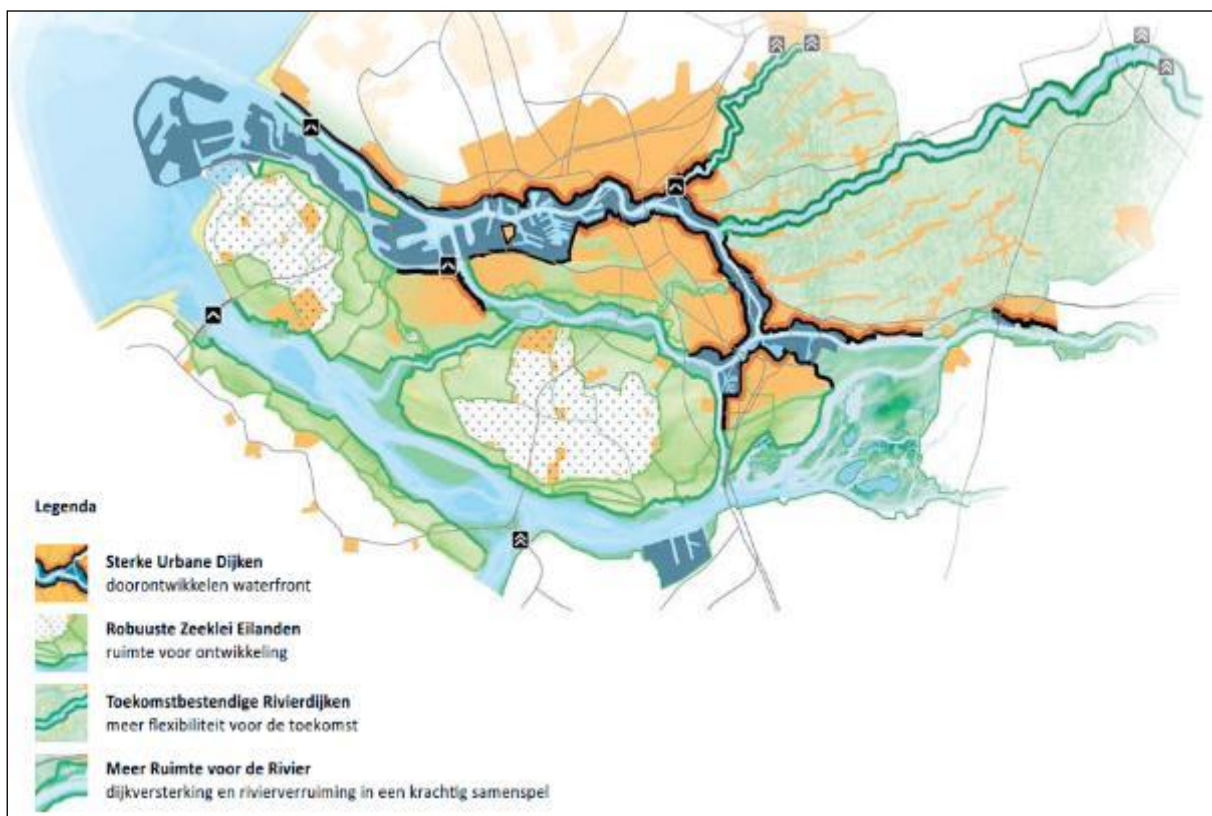 Legenda
Sterke Urbane Dijken
doorontwikkelen waterfront
Robuuste Zeeklei Eilanden
ruimte voor ontwikkeling
Toekomstbestendige Rivierdijken
meer flexibiliteit voor de toekomst
Meer Ruimte voor de Rivier
dijkversterking en rivierverruiming in een krachtig samenspel